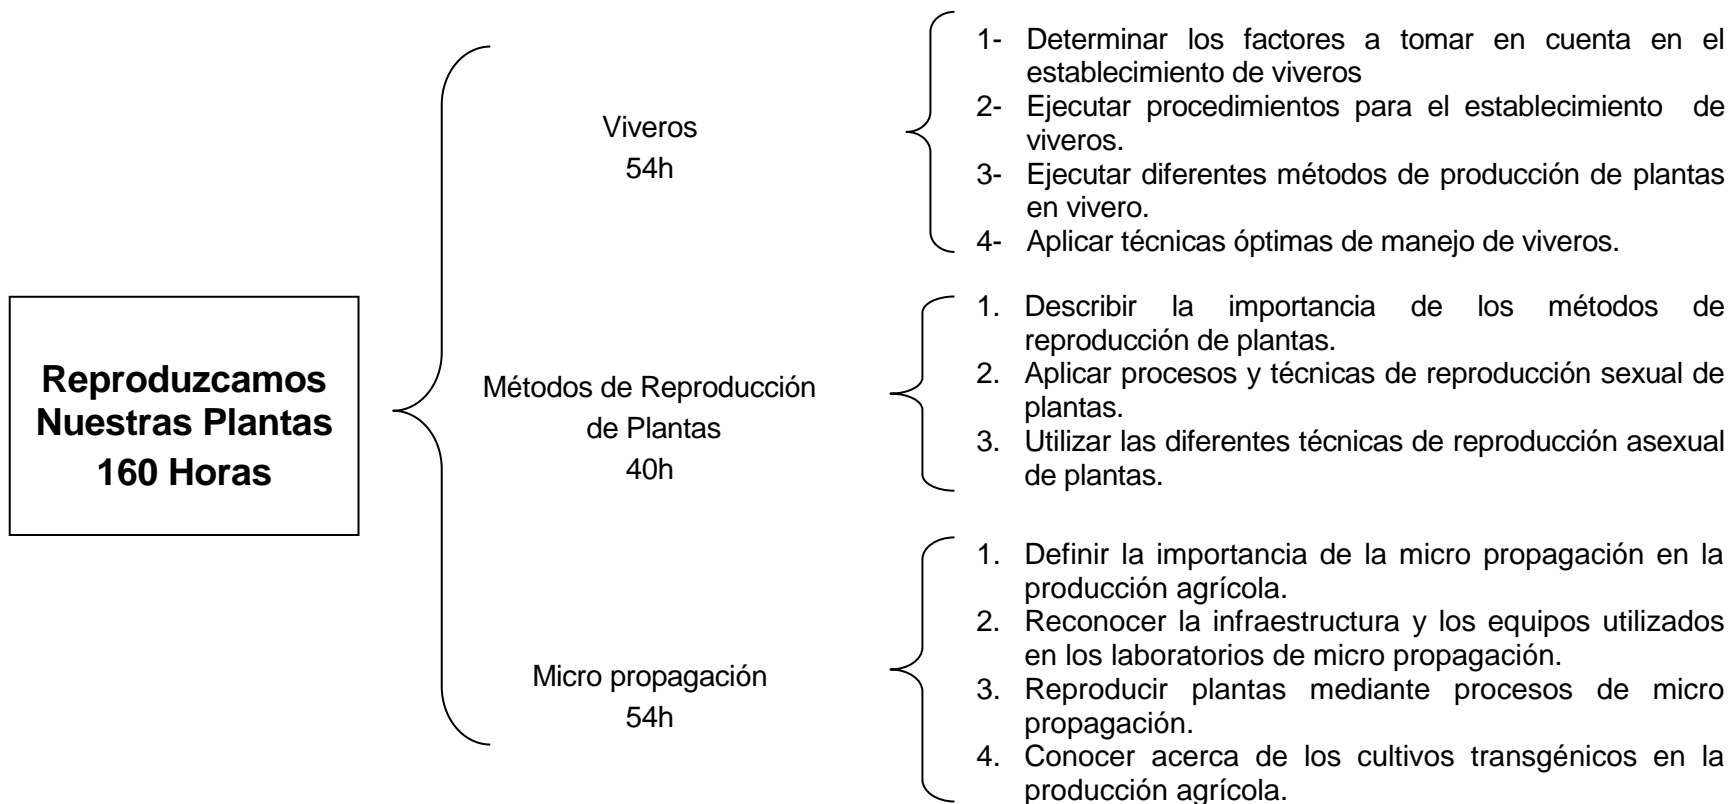 Reproduzcamos
Nuestras Plantas
160 Horas
Viveros
54h
1- Determinar los factores a tomar en cuenta en el
establecimiento de viveros
2- Ejecutar procedimientos para el establecimiento de
viveros.
3- Ejecutar diferentes métodos de producción de plantas
en vivero.
4- Aplicar técnicas óptimas de manejo de viveros.
Métodos de Reproducción
de Plantas
40h
1. Describir la importancia de los métodos de
reproducción de plantas.
2. Aplicar procesos y técnicas de reproducción sexual de
plantas.
3. Utilizar las diferentes técnicas de reproducción asexual
de plantas.
Micro propagación
54h
1. Definir la importancia de la micro propagación en la
producción agrícola.
2. Reconocer la infraestructura y los equipos utilizados
en los laboratorios de micro propagación.
3. Reproducir plantas mediante procesos de micro
propagación.
4. Conocer acerca de los cultivos transgénicos en la
producción agrícola.